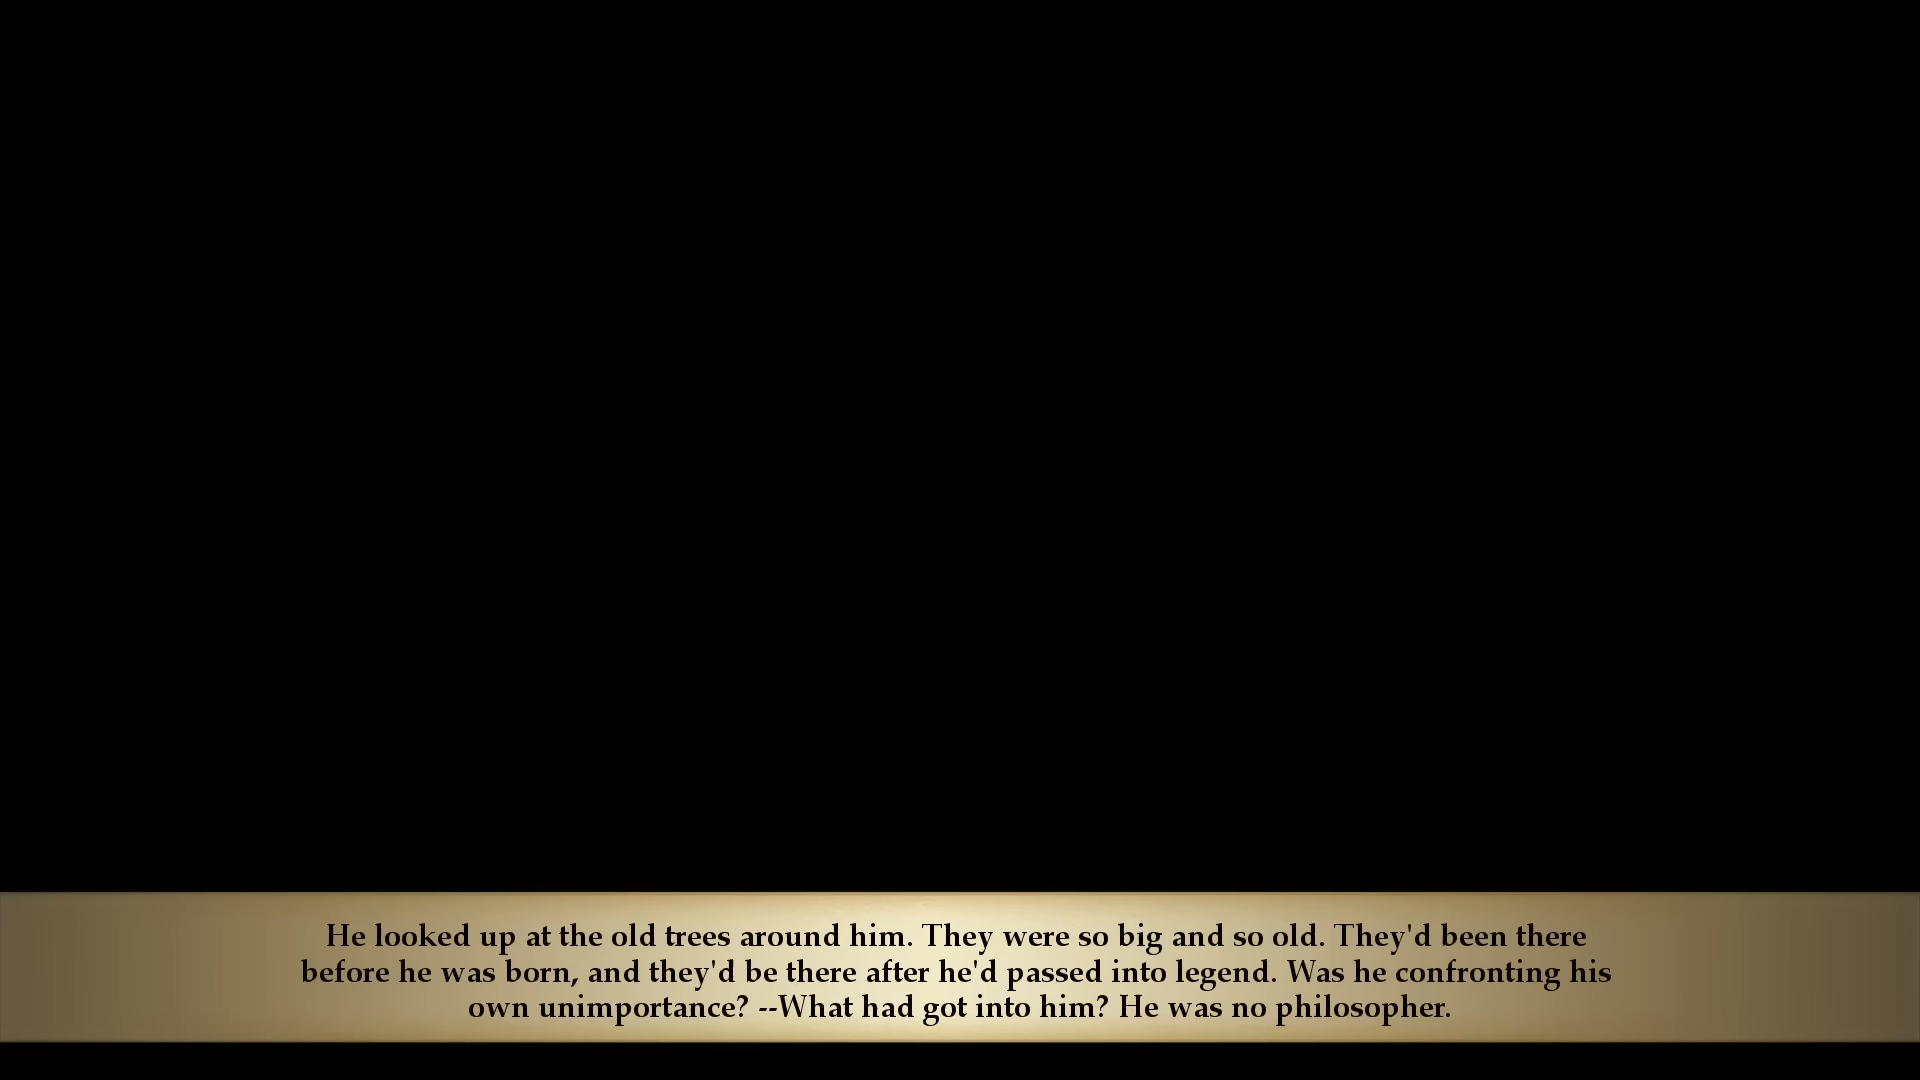 He looked up at the old trees around him. They were so big and so old. They'd been there
before he was born, and they'd be there after he'd passed into legend. Was he confronting his
own unimportance? --What had got into him? He was no philosopher.